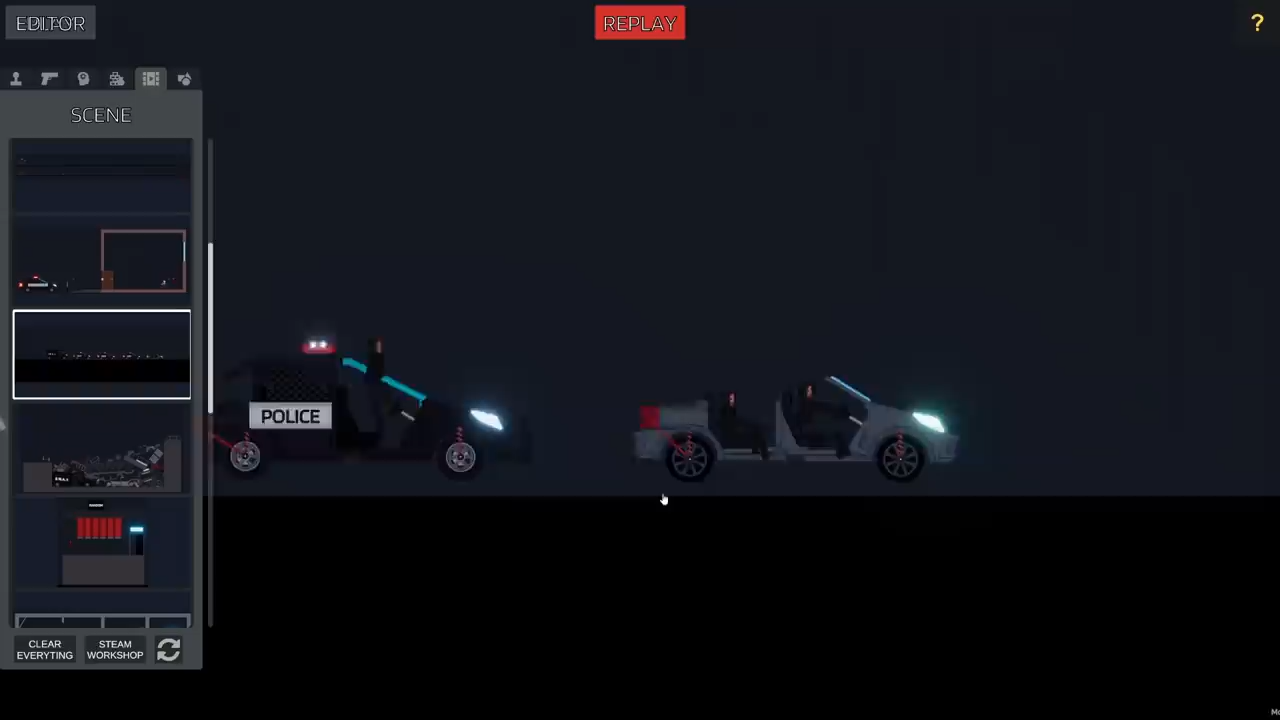 EDITOR
REPLAY
?
SCENE
POLICE
CLEAR
EVERYTING
STEAM
WORKSHOP